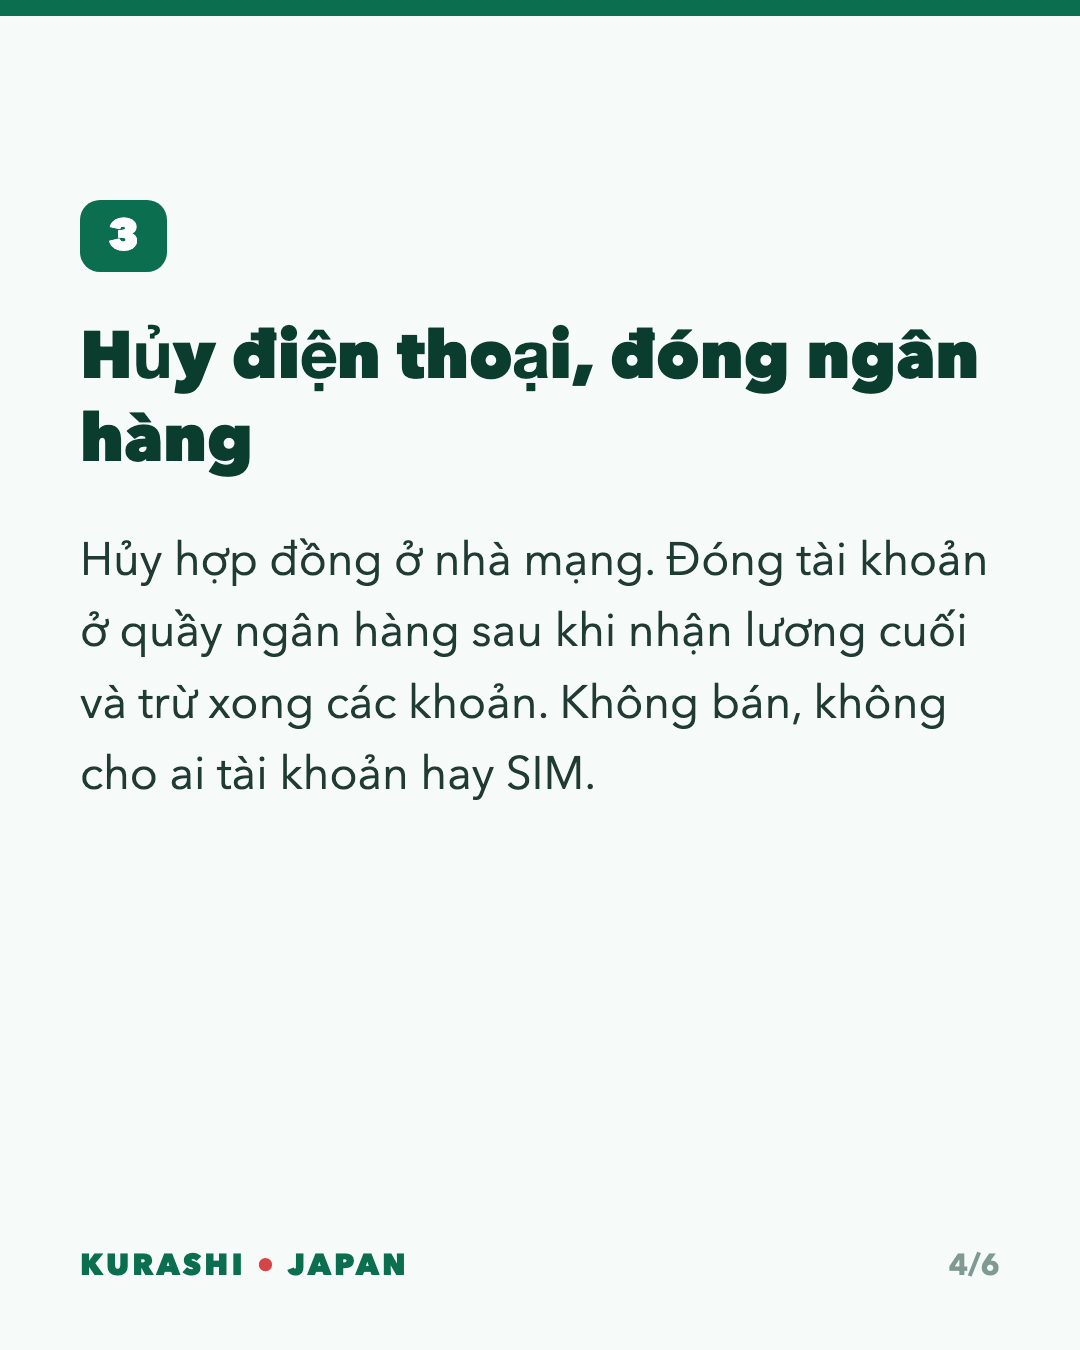 3
Hủy điện thoại, đóng ngân
hàng
Hủy hợp đồng ở nhà mạng. Đóng tài khoản
ở quầy ngân hàng sau khi nhận lương cuối
và trừ xong các khoản. Không bán, không
cho ai tài khoản hay SIM.
KURASHI • JAPAN
4/6